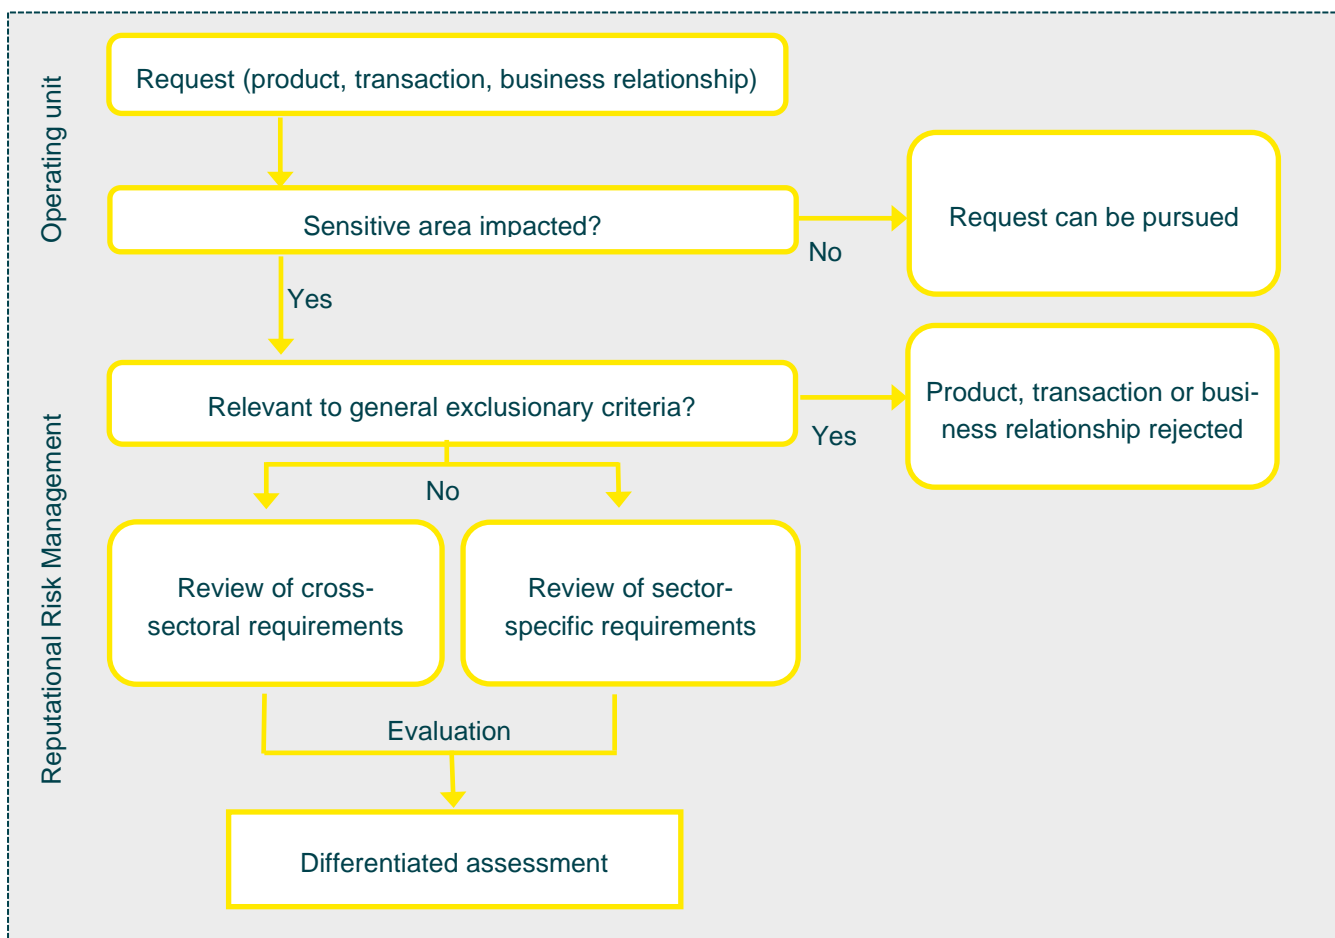 Operating unit
Request (product, transaction, business relationship)
Sensitive area impacted?
No
Request can be pursued
Yes
Reputational Risk Management
Relevant to general exclusionary criteria?
Yes
Product, transaction or busi-
ness relationship rejected
No
Review of cross-
sectoral requirements
Review of sector-
specific requirements
Evaluation
Differentiated assessment